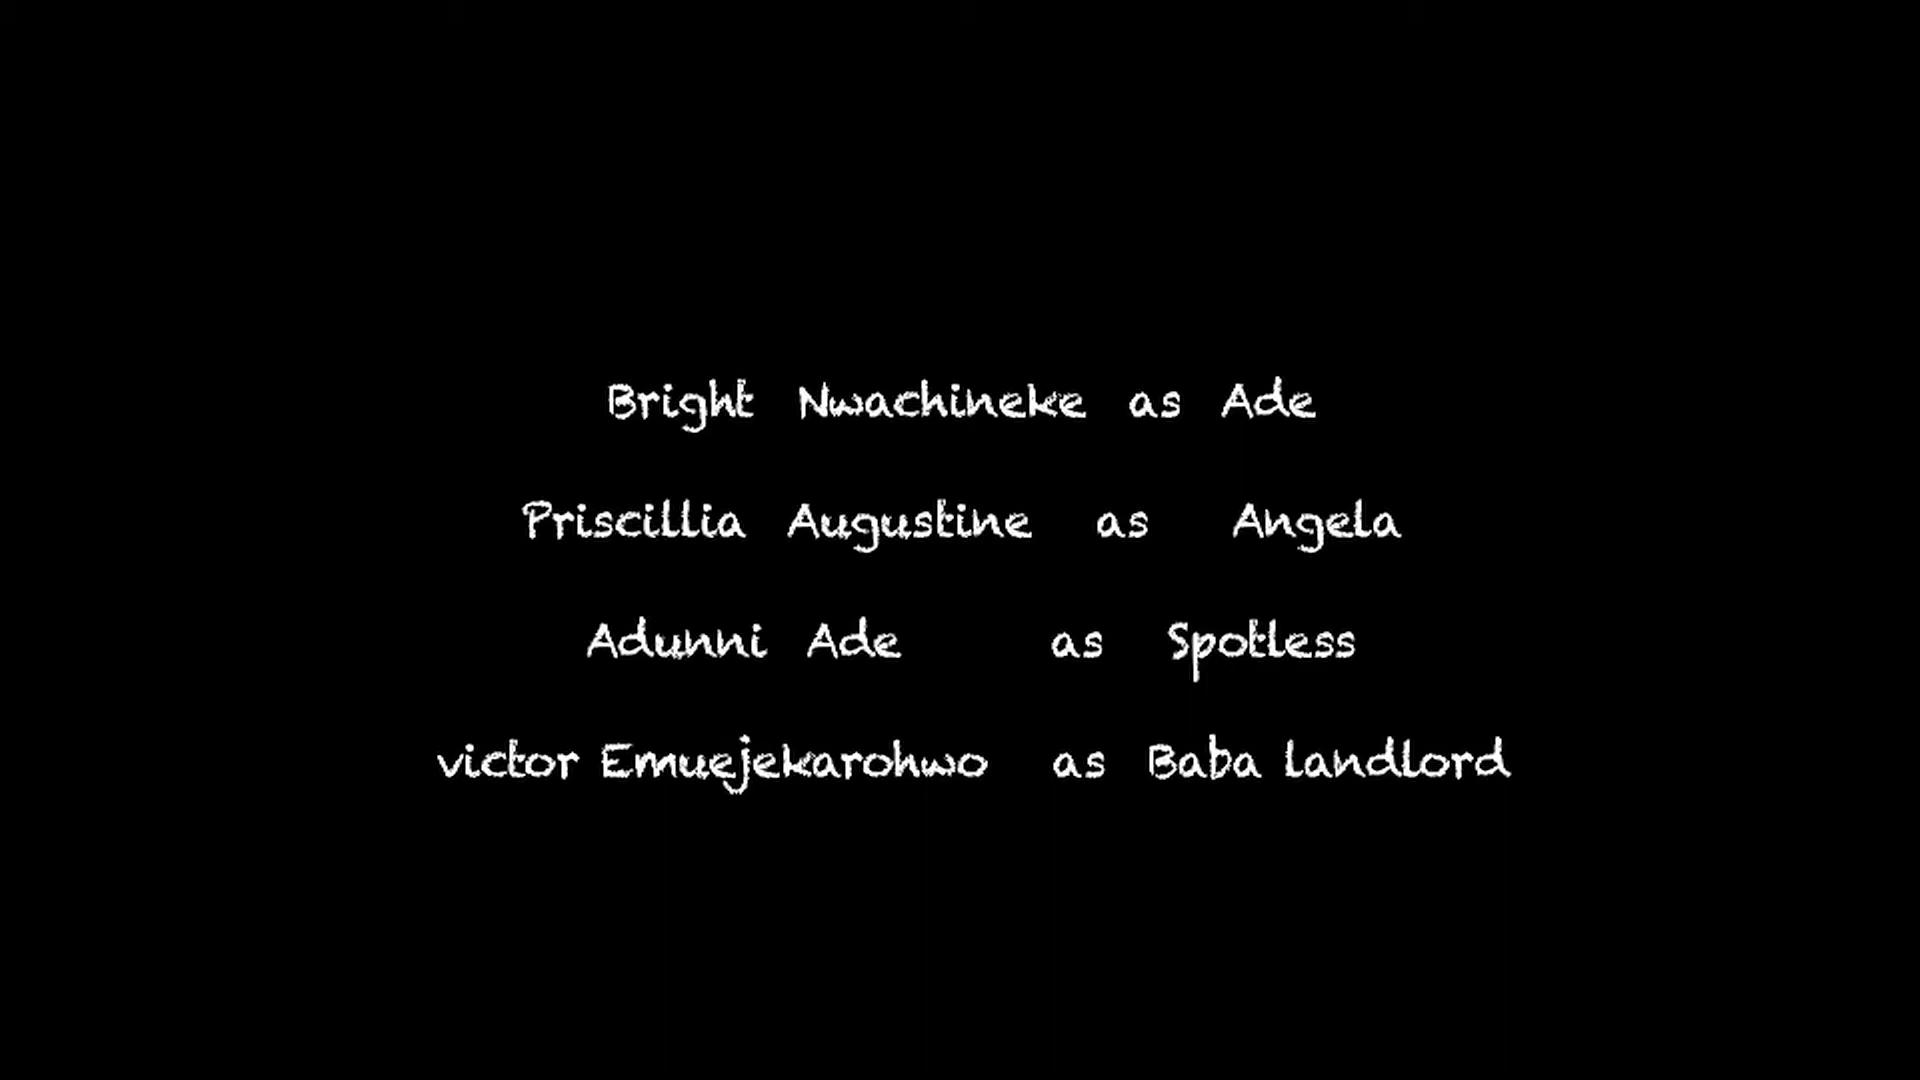 Bright Nwachineke as Ade
Priscillia Augustine as Angela
Adunni Ade as Spotless
victor Emuejekarohwo as Baba landlord